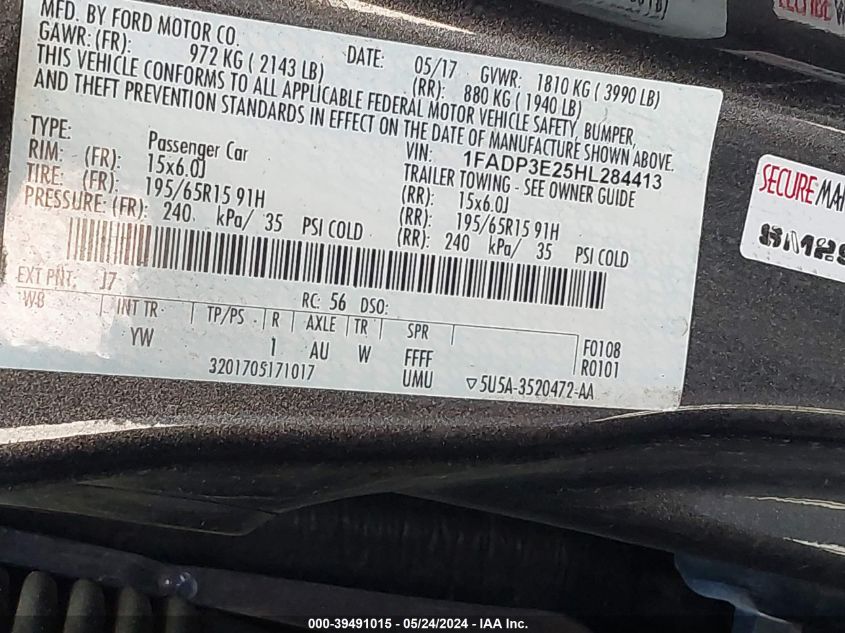 MFD. BY FORD MOTOR CO
DATE: 05/17 GVWR: 1810 KG ( 3990 LB)
GAWR: (FR): 972 KG ( 2143 LB) (RR): 880 KG ( 1940 LB)
THIS VEHICLE CONFORMS TO ALL APPLICABLE FEDERAL MOTOR VEHICLE SAFETY, BUMPER,
AND THEFT PREVENTION STANDARDS IN EFFECT ON THE DATE OF MANUFACTURE SHOWN ABOVE.
VIN: 1FADP3E25HL284413
TYPE: Passenger Car TRAILER TOWING - SEE OWNER GUIDE
RIM: (FR): 15x6.0J (RR): 15x6.0J
TIRE: (FR): 195/65R15 91H (RR): 195/65R15 91H
PRESSURE: (FR): 240 kPa/ 35 PSI COLD (RR): 240 kPa/ 35 PSI COLD
EXT PNT: J7 RC: 56 DSO:
W8 INT TR TP/PS R AXLE TR SPR
YW 1 AU W FFFF F0108
3201705171017 UMU R0101
5U5A-3520472-AA
SECURE
000-39491015 - 05/24/2024 - IAA, Inc.